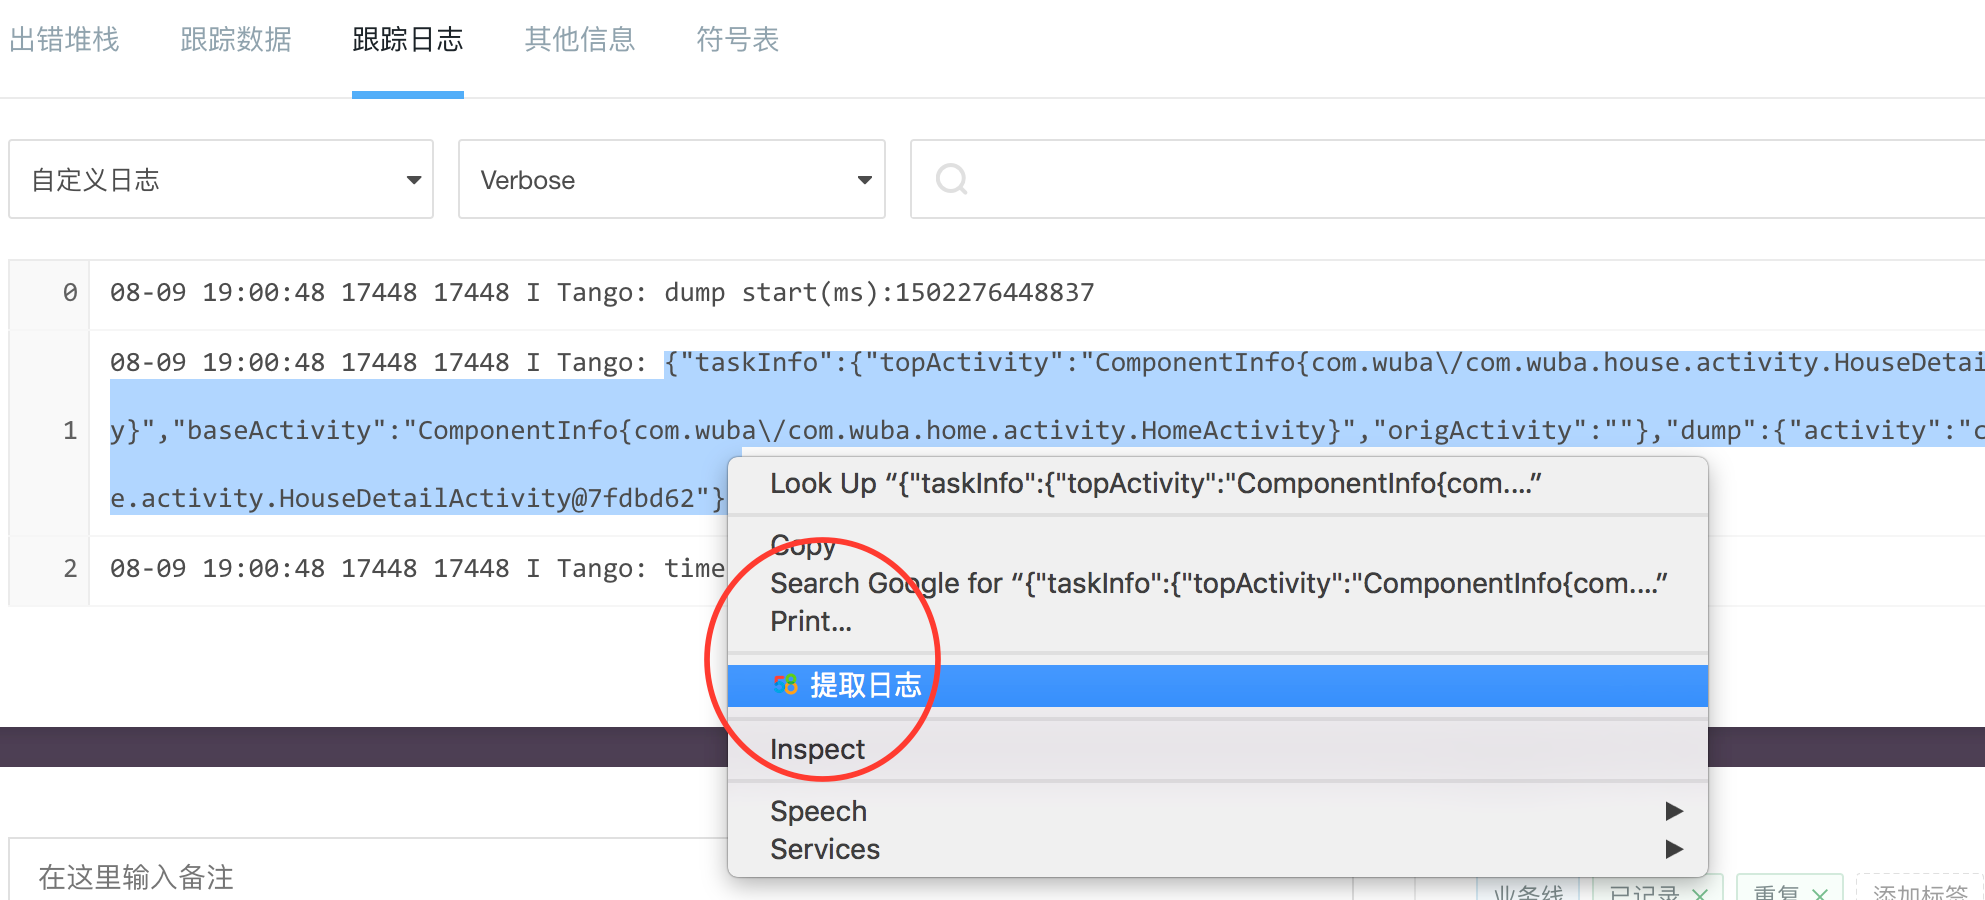 出错堆栈 跟踪数据 跟踪日志 其他信息 符号表
自定义日志 Verbose
0 08-09 19:00:48 17448 17448 I Tango: dump start(ms):1502276448837
08-09 19:00:48 17448 17448 I Tango: {"taskInfo":{"topActivity":"ComponentInfo{com.wuba\/com.wuba.house.activity.HouseDetai
1 y}","baseActivity":"ComponentInfo{com.wuba\/com.wuba.home.activity.HomeActivity}","origActivity":""},"dump":{"activity":"c
e.activity.HouseDetailActivity@7fdbd62"}
2 08-09 19:00:48 17448 17448 I Tango: time
Look Up “{"taskInfo":{"topActivity":"ComponentInfo{com....”
Copy
Search Google for “{"taskInfo":{"topActivity":"ComponentInfo{com....”
Print...
58 提取日志
Inspect
Speech
Services
在这里输入备注
业务线 已记录 重复 添加标签